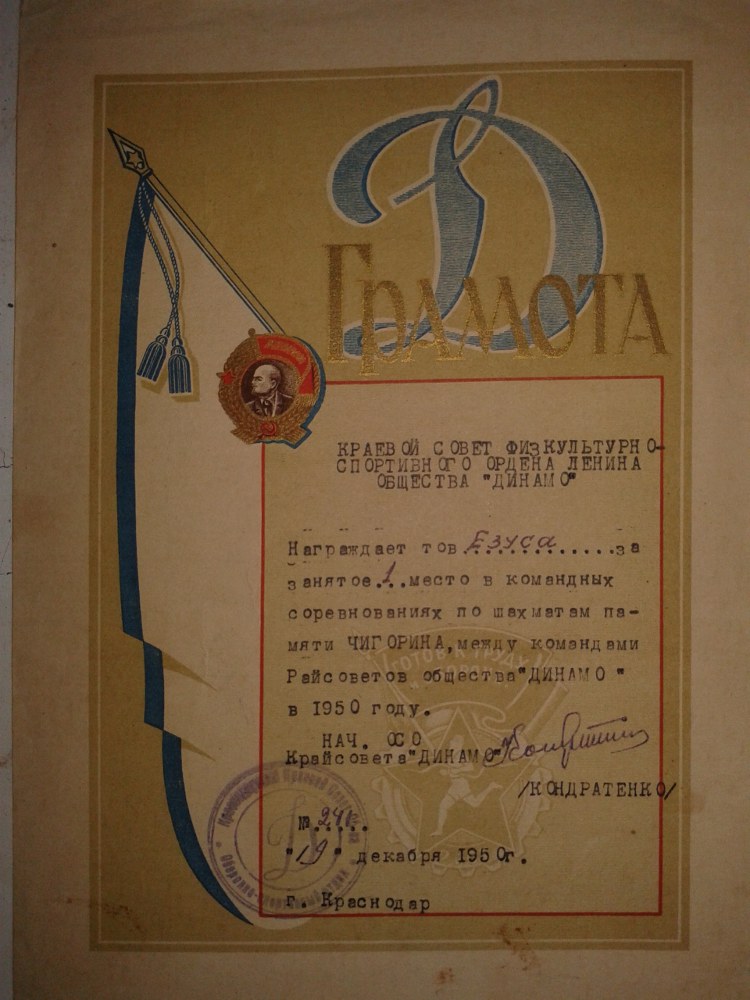 Д
ГРАМОТА
КРАЕВОЙ СОВЕТ ФИЗКУЛЬТУРНО-
СПОРТИВНОГО ОРДЕНА ЛЕНИНА
ОБЩЕСТВА "ДИНАМО"
Награждает тов.Езуса............за
занятое.1..место в командных
соревнованиях по шахматам па-
мяти ЧИГОРИНА,между командами
Райсоветов общества"ДИНАМО "
в 1950 году.
НАЧ. ОСО
Крайсовета"ДИНАМО"
/КОНДРАТЕНКО/
№
"19" декабря 1950г.
г. Краснодар